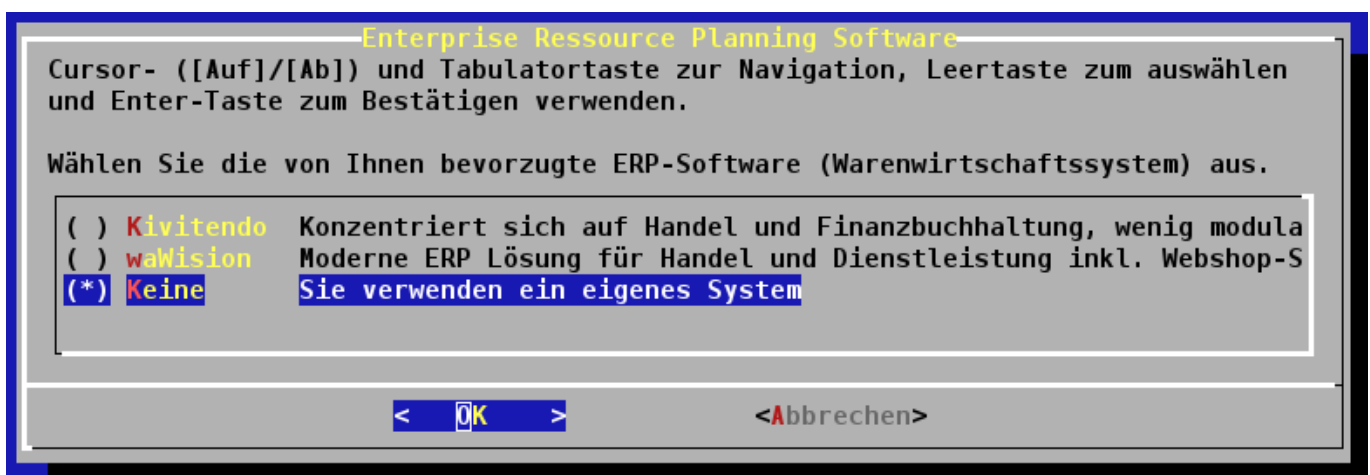 Enterprise Ressource Planning Software
Cursor- ([Auf]/[Ab]) und Tabulatortaste zur Navigation, Leertaste zum auswählen
und Enter-Taste zum Bestätigen verwenden.
Wählen Sie die von Ihnen bevorzugte ERP-Software (Warenwirtschaftssystem) aus.
( ) Kivitendo Konzentriert sich auf Handel und Finanzbuchhaltung, wenig modula
( ) waWision Moderne ERP Lösung für Handel und Dienstleistung inkl. Webshop-S
(*) Keine Sie verwenden ein eigenes System
< OK > <Abbrechen>